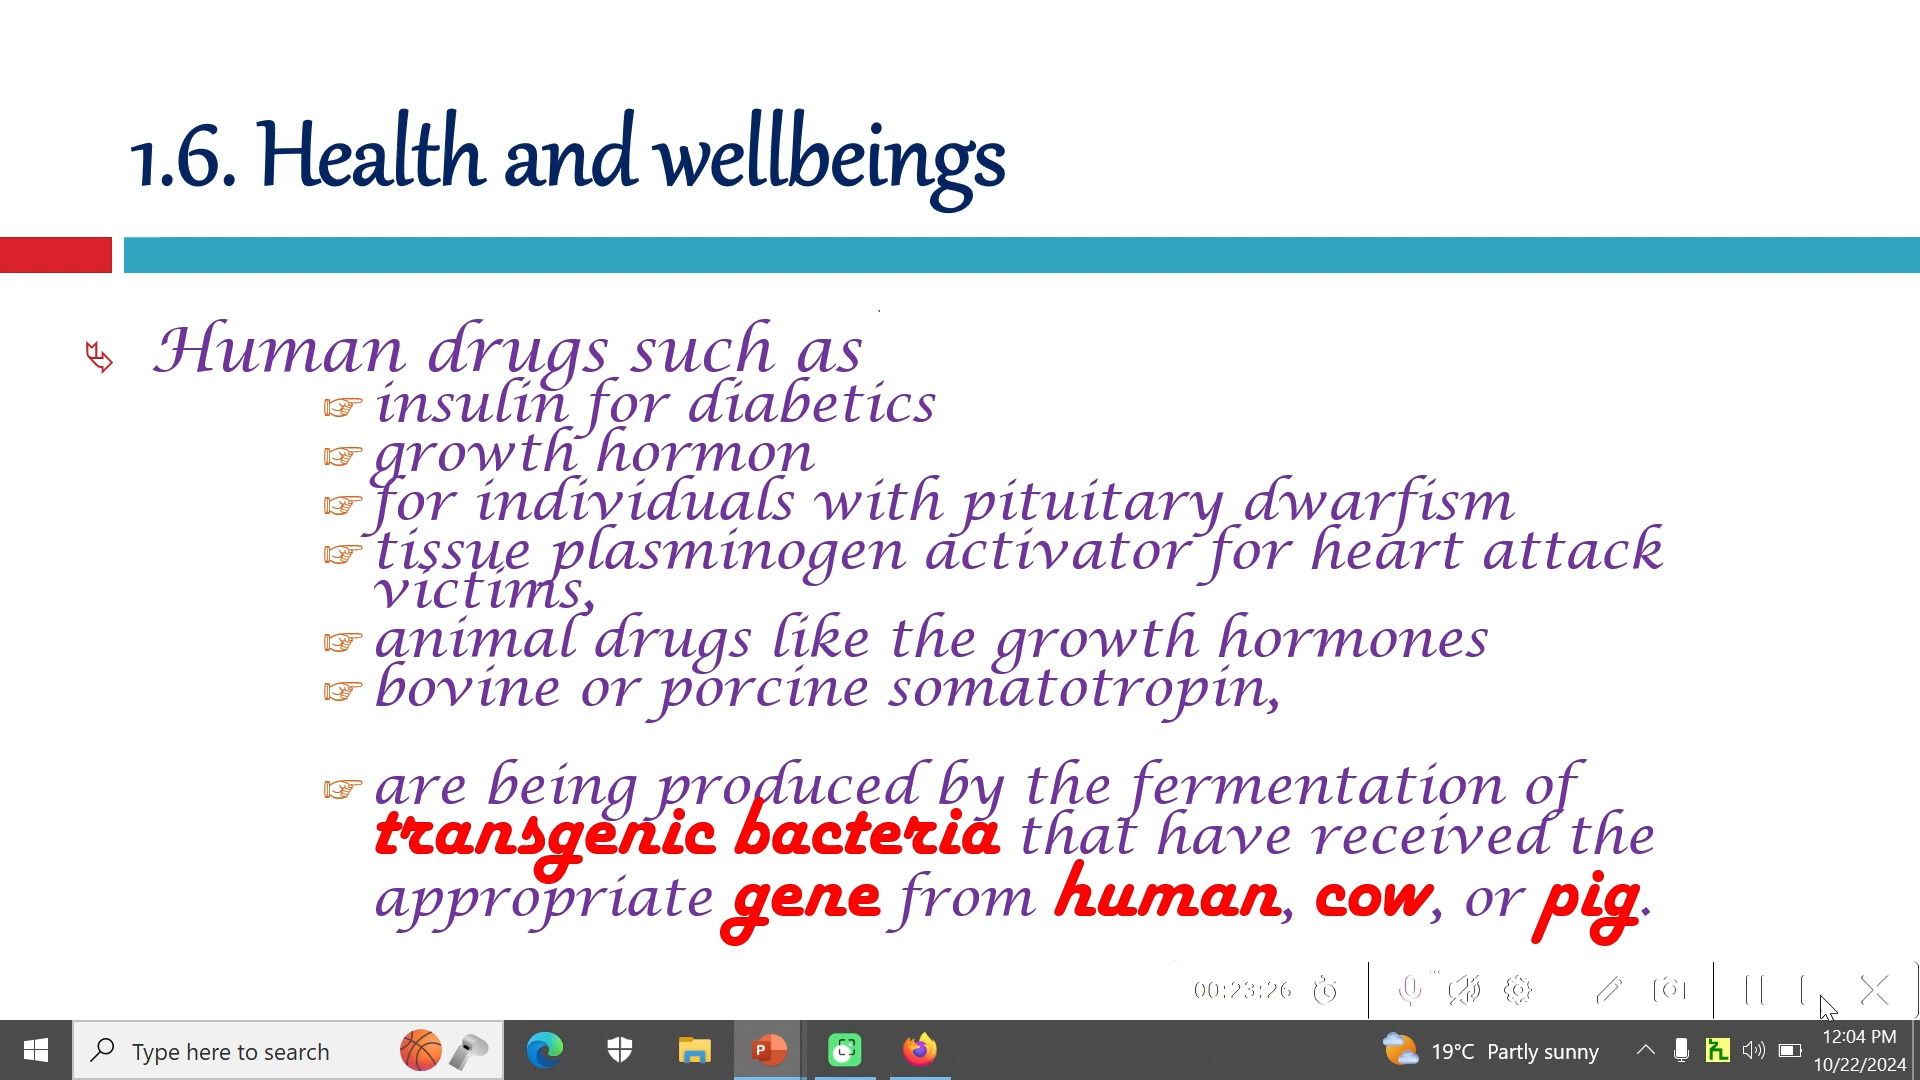 1.6. Health and wellbeings
Human drugs such as
insulin for diabetics
growth hormon
for individuals with pituitary dwarfism
tissue plasminogen activator for heart attack
victims,
animal drugs like the growth hormones
bovine or porcine somatotropin,
are being produced by the fermentation of
transgenic bacteria that have received the
appropriate gene from human, cow, or pig.
00:23:26
Type here to search
19°C Partly sunny
12:04 PM
10/22/2024